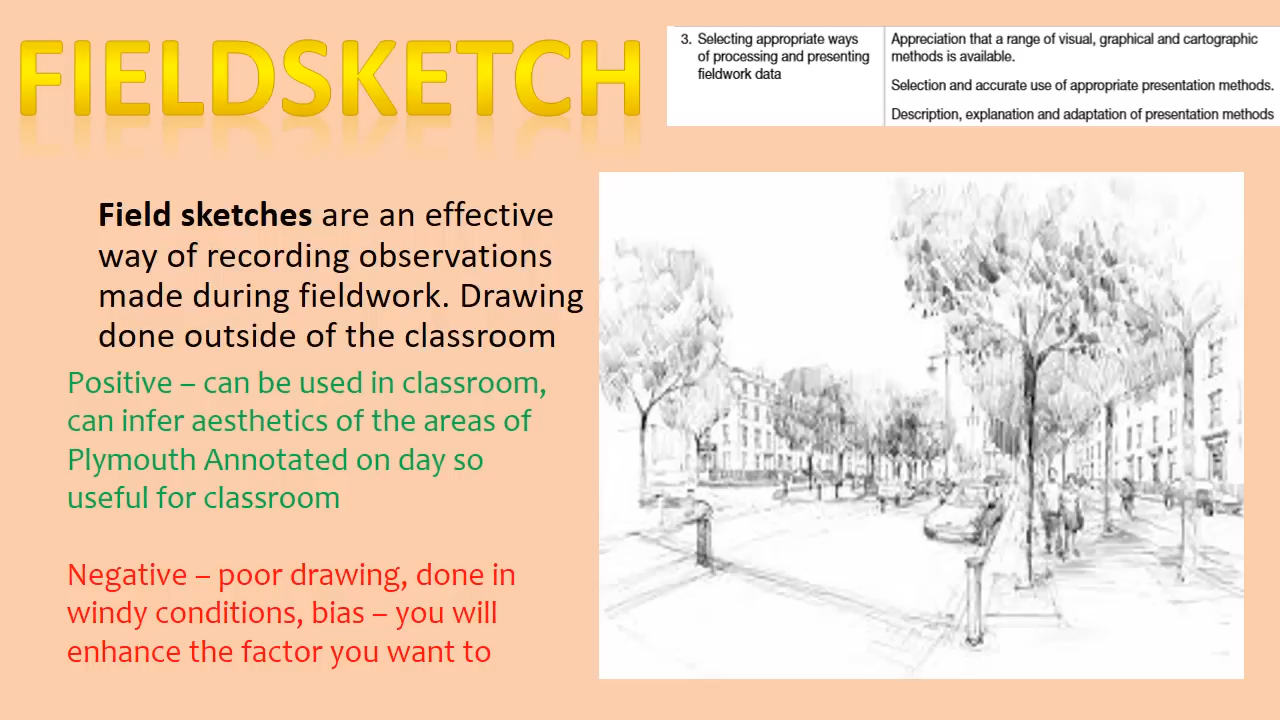 FIELDSKETCH
3. Selecting appropriate ways
of processing and presenting
fieldwork data
Appreciation that a range of visual, graphical and cartographic
methods is available.
Selection and accurate use of appropriate presentation methods.
Description, explanation and adaptation of presentation methods
Field sketches are an effective
way of recording observations
made during fieldwork. Drawing
done outside of the classroom
Positive – can be used in classroom,
can infer aesthetics of the areas of
Plymouth Annotated on day so
useful for classroom
Negative – poor drawing, done in
windy conditions, bias – you will
enhance the factor you want to